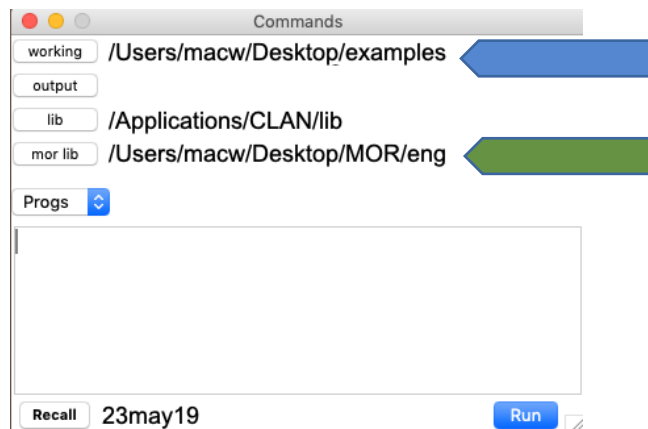 Commands
working /Users/macw/Desktop/examples
output
lib /Applications/CLAN/lib
mor lib /Users/macw/Desktop/MOR/eng
Progs
Recall 23may19 Run